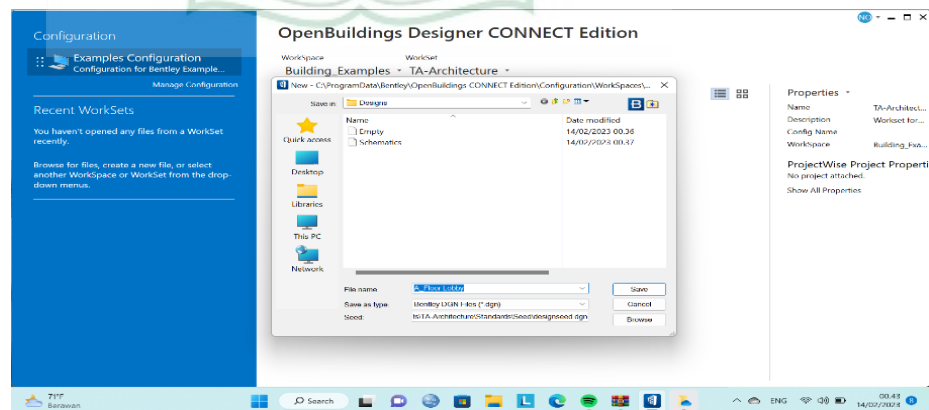 Configuration
Examples Configuration
Configuration for Bentley Example...
Manage Configuration
Recent WorkSets
You haven't opened any files from a WorkSet
recently.
Browse for files, create a new file, or select
another WorkSpace or WorkSet from the drop-
down menus.
OpenBuildings Designer CONNECT Edition
WorkSpace WorkSet
Building_Examples TA-Architecture
New - C:\ProgramData\Bentley\OpenBuildings CONNECT Edition\Configuration\WorkSpaces\...
Save in: Designs
Name Date modified
Empty 14/02/2023 00.36
Schematics 14/02/2023 00.37
Quick access
Desktop
Libraries
This PC
Network
File name: A_Floor Lobby Save
Save as type: Bentley DGN Files (*.dgn) Cancel
Seed: ts\TA-Architecture\Standards\Seed\designseed.dgn Browse
NO
Properties
Name TA-Architect...
Description Workset for...
Config Name
WorkSpace Building_Exa...
ProjectWise Project Properti
No project attached.
Show All Properties
71°F
Berawan
Search
ENG
00.43
14/02/2023
8